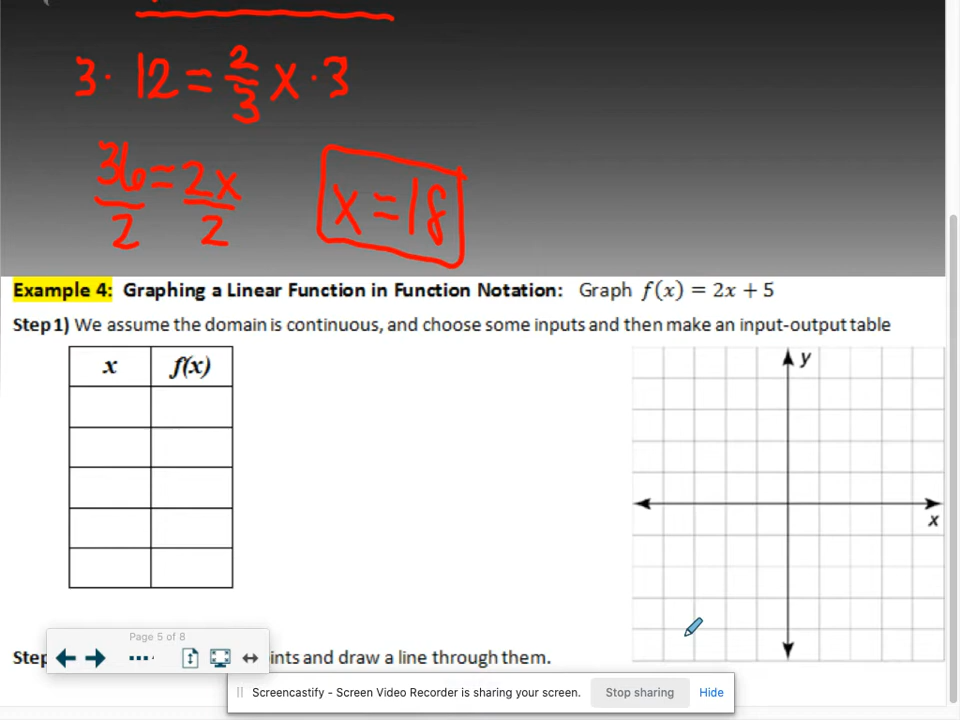 3 · 12 = 2/3 x · 3
36/2 = 2x/2 x = 18
Example 4: Graphing a Linear Function in Function Notation: Graph f(x) = 2x + 5
Step 1) We assume the domain is continuous, and choose some inputs and then make an input-output table
x f(x)
y
x
Page 5 of 8
Step ints and draw a line through them.
Screencastify - Screen Video Recorder is sharing your screen. Stop sharing Hide